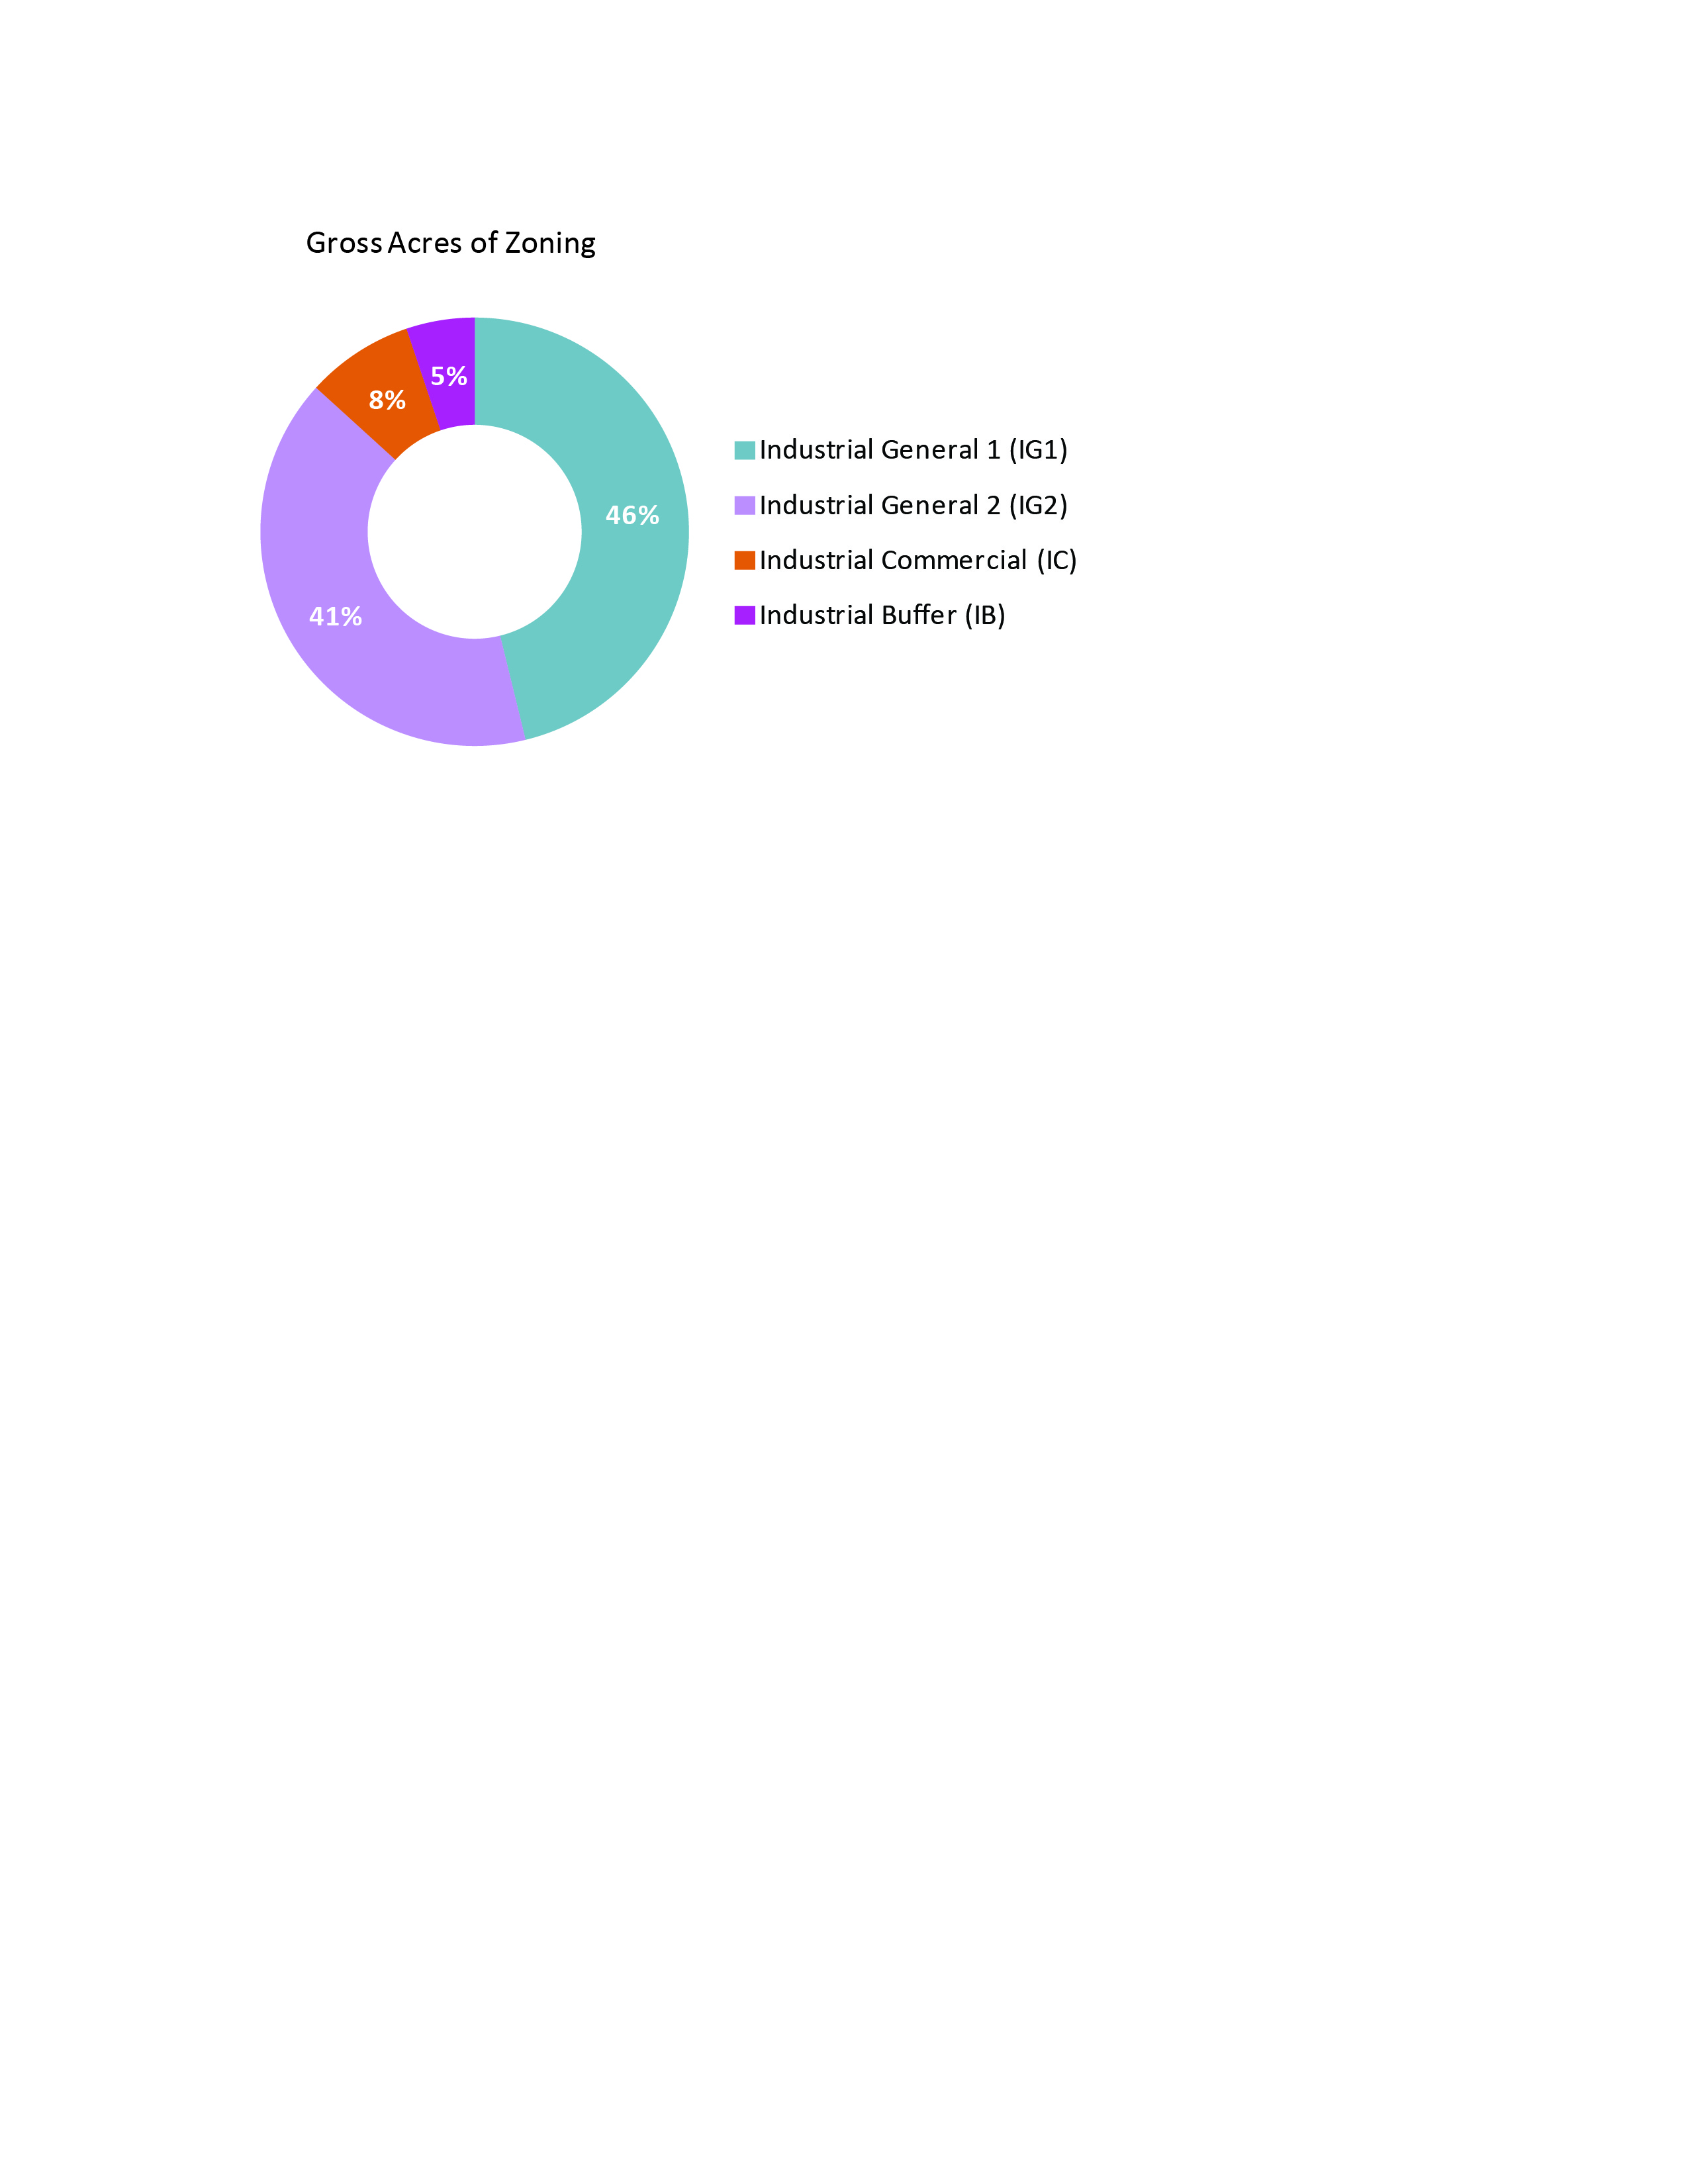 Gross Acres of Zoning
5%
8%
46%
41%
Industrial General 1 (IG1)
Industrial General 2 (IG2)
Industrial Commercial (IC)
Industrial Buffer (IB)